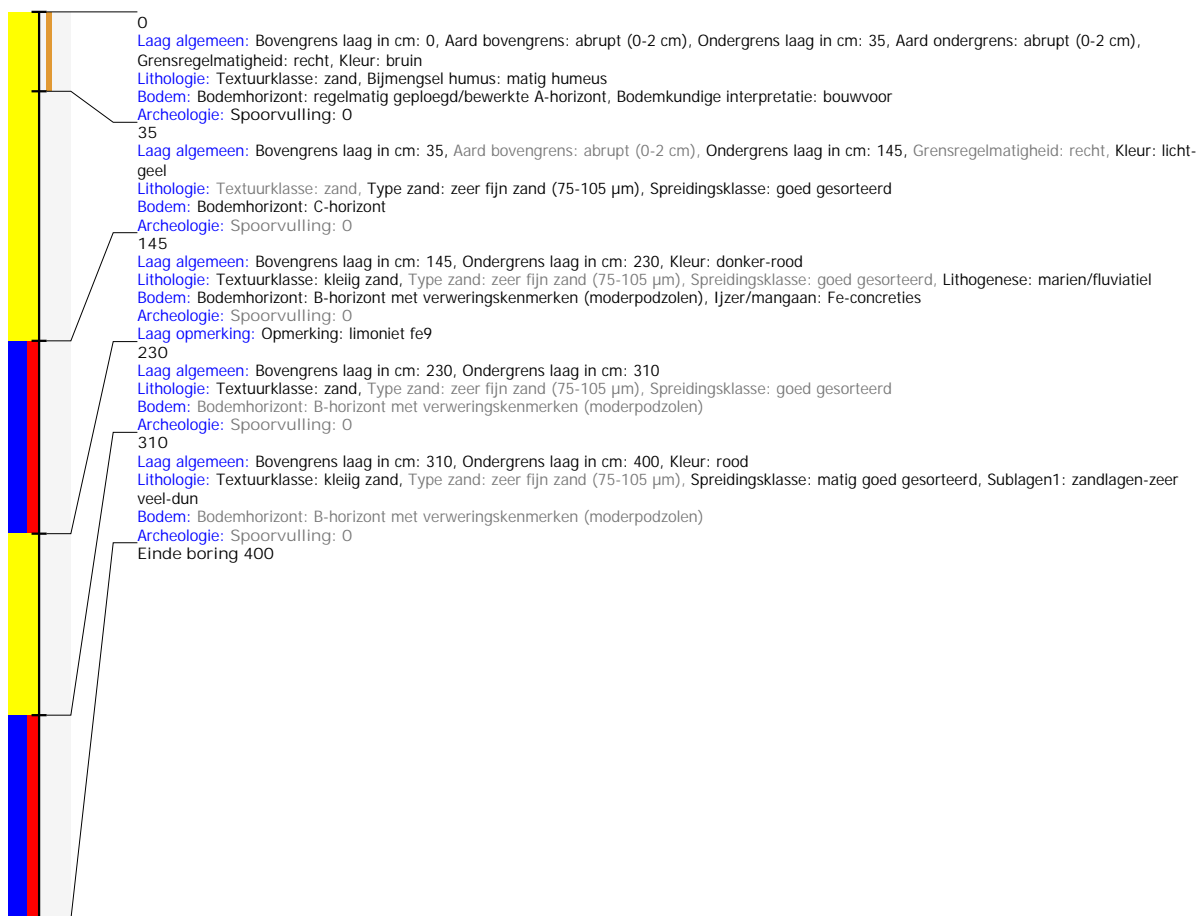 0
Laag algemeen: Bovengrens laag in cm: 0, Aard bovengrens: abrupt (0-2 cm), Ondergrens laag in cm: 35, Aard ondergrens: abrupt (0-2 cm),
Grensregelmatigheid: recht, Kleur: bruin
Lithologie: Textuurklasse: zand, Bijmengsel humus: matig humeus
Bodem: Bodemhorizont: regelmatig geploegd/bewerkte A-horizont, Bodemkundige interpretatie: bouwvoor
Archeologie: Spoorvulling: 0
35
Laag algemeen: Bovengrens laag in cm: 35, Aard bovengrens: abrupt (0-2 cm), Ondergrens laag in cm: 145, Grensregelmatigheid: recht, Kleur: licht-
geel
Lithologie: Textuurklasse: zand, Type zand: zeer fijn zand (75-105 µm), Spreidingsklasse: goed gesorteerd
Bodem: Bodemhorizont: C-horizont
Archeologie: Spoorvulling: 0
145
Laag algemeen: Bovengrens laag in cm: 145, Ondergrens laag in cm: 230, Kleur: donker-rood
Lithologie: Textuurklasse: kleiig zand, Type zand: zeer fijn zand (75-105 µm), Spreidingsklasse: goed gesorteerd, Lithogenese: marien/fluviatiel
Bodem: Bodemhorizont: B-horizont met verweringskenmerken (moderpodzolen), Ijzer/mangaan: Fe-concreties
Archeologie: Spoorvulling: 0
Laag opmerking: Opmerking: limoniet fe9
230
Laag algemeen: Bovengrens laag in cm: 230, Ondergrens laag in cm: 310
Lithologie: Textuurklasse: zand, Type zand: zeer fijn zand (75-105 µm), Spreidingsklasse: goed gesorteerd
Bodem: Bodemhorizont: B-horizont met verweringskenmerken (moderpodzolen)
Archeologie: Spoorvulling: 0
310
Laag algemeen: Bovengrens laag in cm: 310, Ondergrens laag in cm: 400, Kleur: rood
Lithologie: Textuurklasse: kleiig zand, Type zand: zeer fijn zand (75-105 µm), Spreidingsklasse: matig goed gesorteerd, Sublagen1: zandlagen-zeer
veel-dun
Bodem: Bodemhorizont: B-horizont met verweringskenmerken (moderpodzolen)
Archeologie: Spoorvulling: 0
Einde boring 400